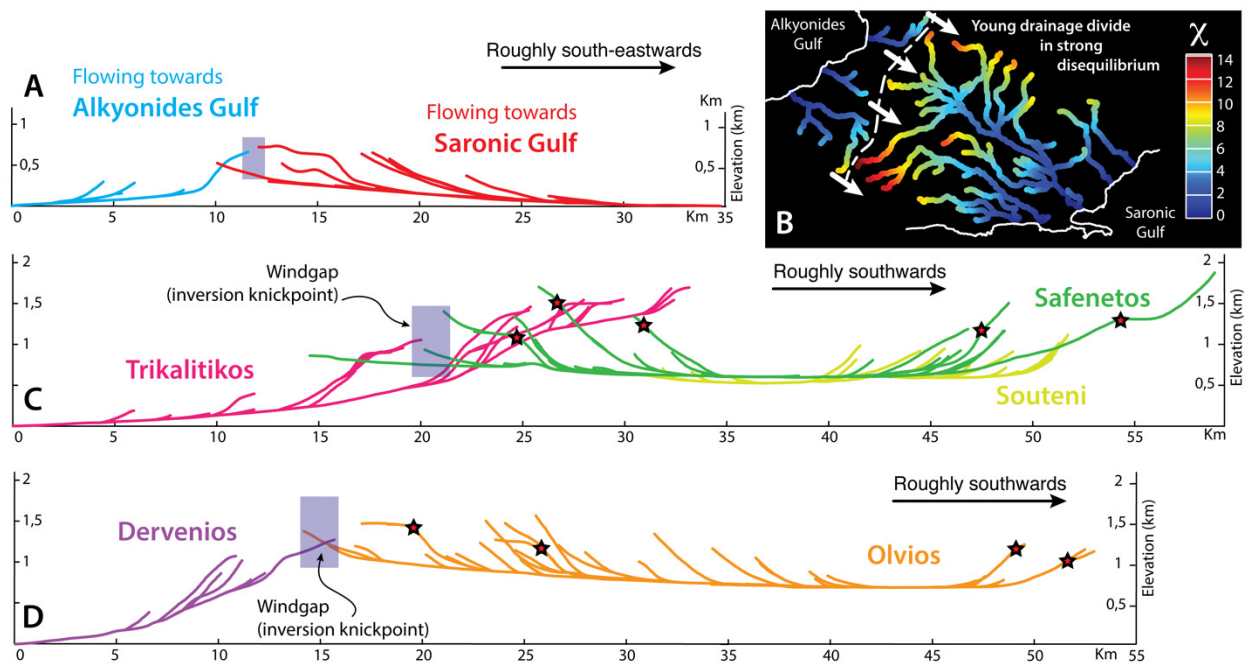 A
Flowing towards
Alkyonides Gulf
Roughly south-eastwards
Flowing towards
Saronic Gulf
Km
1
0,5
1
0,5
Elevation (km)
0
5
10
15
20
25
30
35
Km
Alkyonides
Gulf
Young drainage divide
in strong
disequilibrium
χ
14
12
10
8
6
4
2
0
B
Saronic
Gulf
Windgap
(inversion knickpoint)
Roughly southwards
Safenetos
2
1,5
1
0,5
2
1,5
1
0,5
Elevation (km)
Trikalitikos
Souteni
C
0
5
10
15
20
25
30
35
40
45
50
55
Km
Roughly southwards
2
1,5
1
0,5
2
1,5
1
0,5
Elevation (km)
Dervenios
Olvios
Windgap
(inversion knickpoint)
D
0
5
10
15
20
25
30
35
40
45
50
55
Km